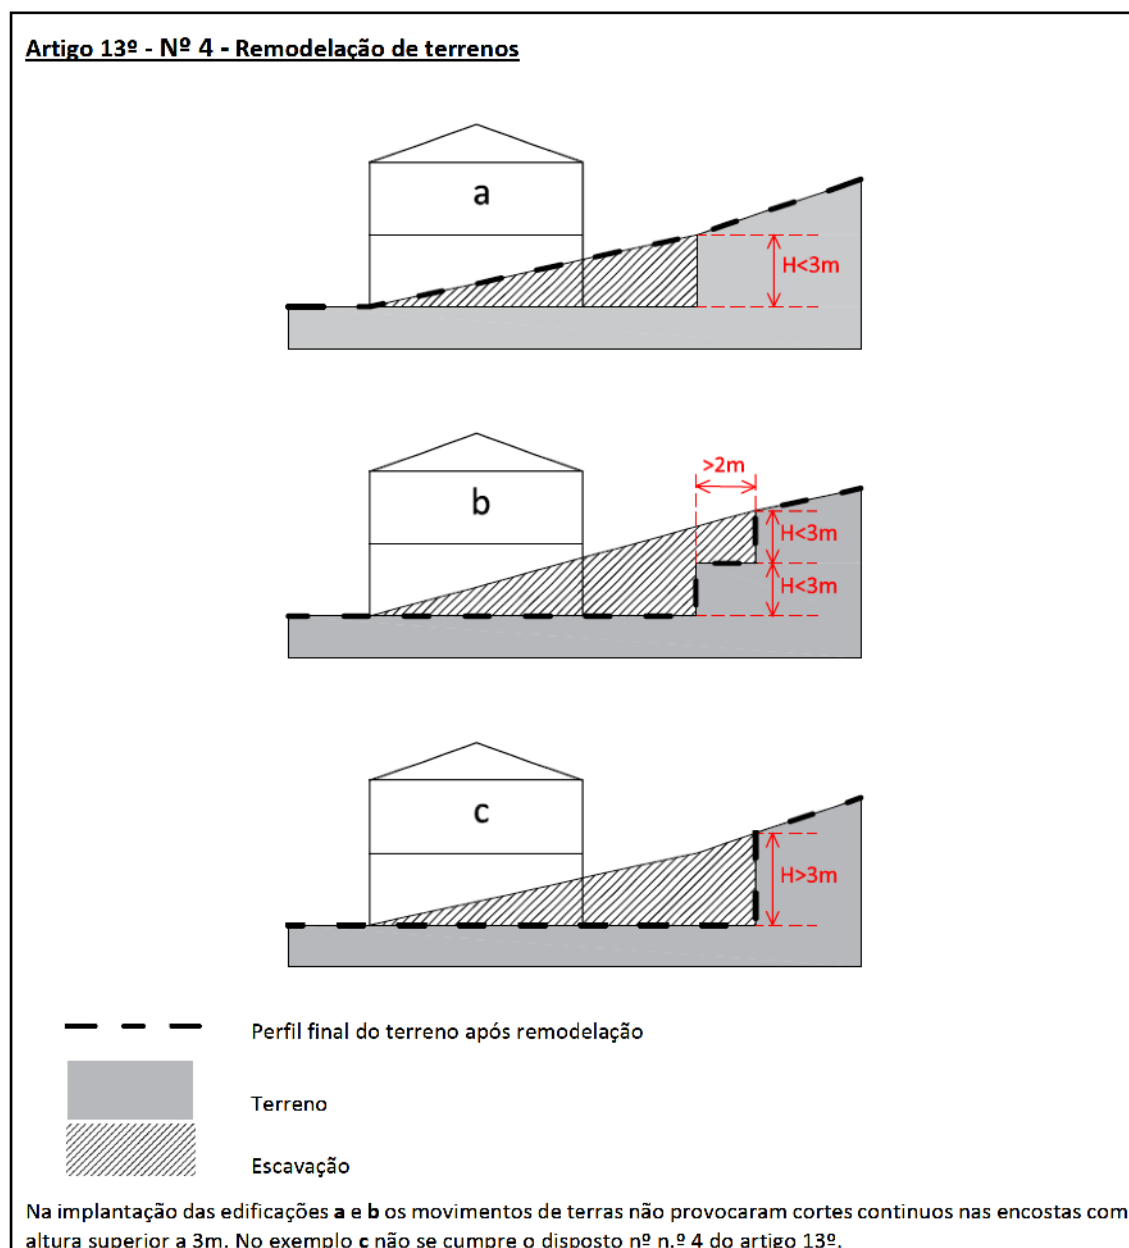 Artigo 13º - Nº 4 - Remodelação de terrenos
a
H<3m
>2m
b
H<3m
H<3m
c
H>3m
Perfil final do terreno após remodelação
Terreno
Escavação
Na implantação das edificações a e b os movimentos de terras não provocaram cortes continuos nas encostas com
altura superior a 3m. No exemplo c não se cumpre o disposto nº n.º 4 do artigo 13º.